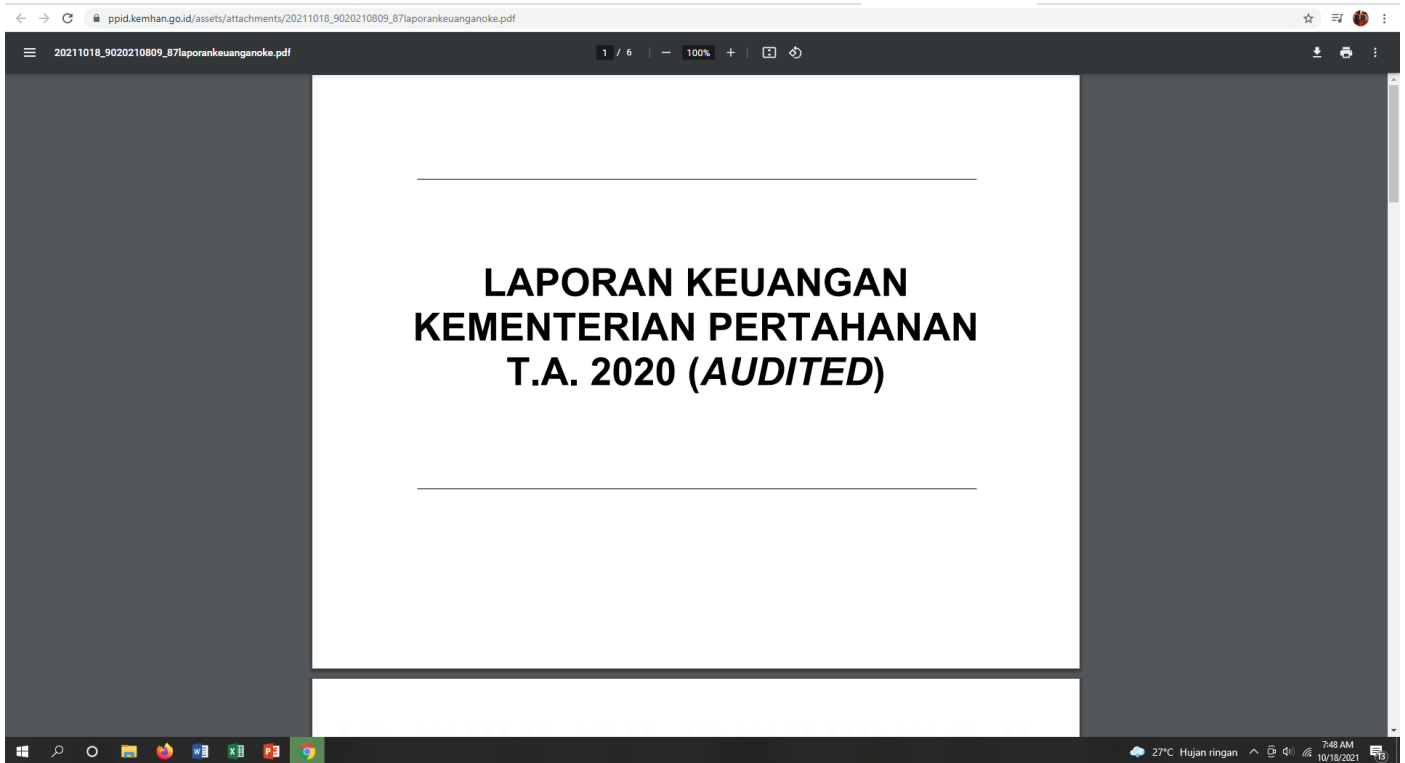 ppid.kemhan.go.id/assets/attachments/20211018_9020210809_87laporankeuanganoke.pdf
20211018_9020210809_87laporankeuanganoke.pdf
1 / 6
100%
LAPORAN KEUANGAN
KEMENTERIAN PERTAHANAN
T.A. 2020 (AUDITED)
27°C Hujan ringan
7:48 AM
10/18/2021
13